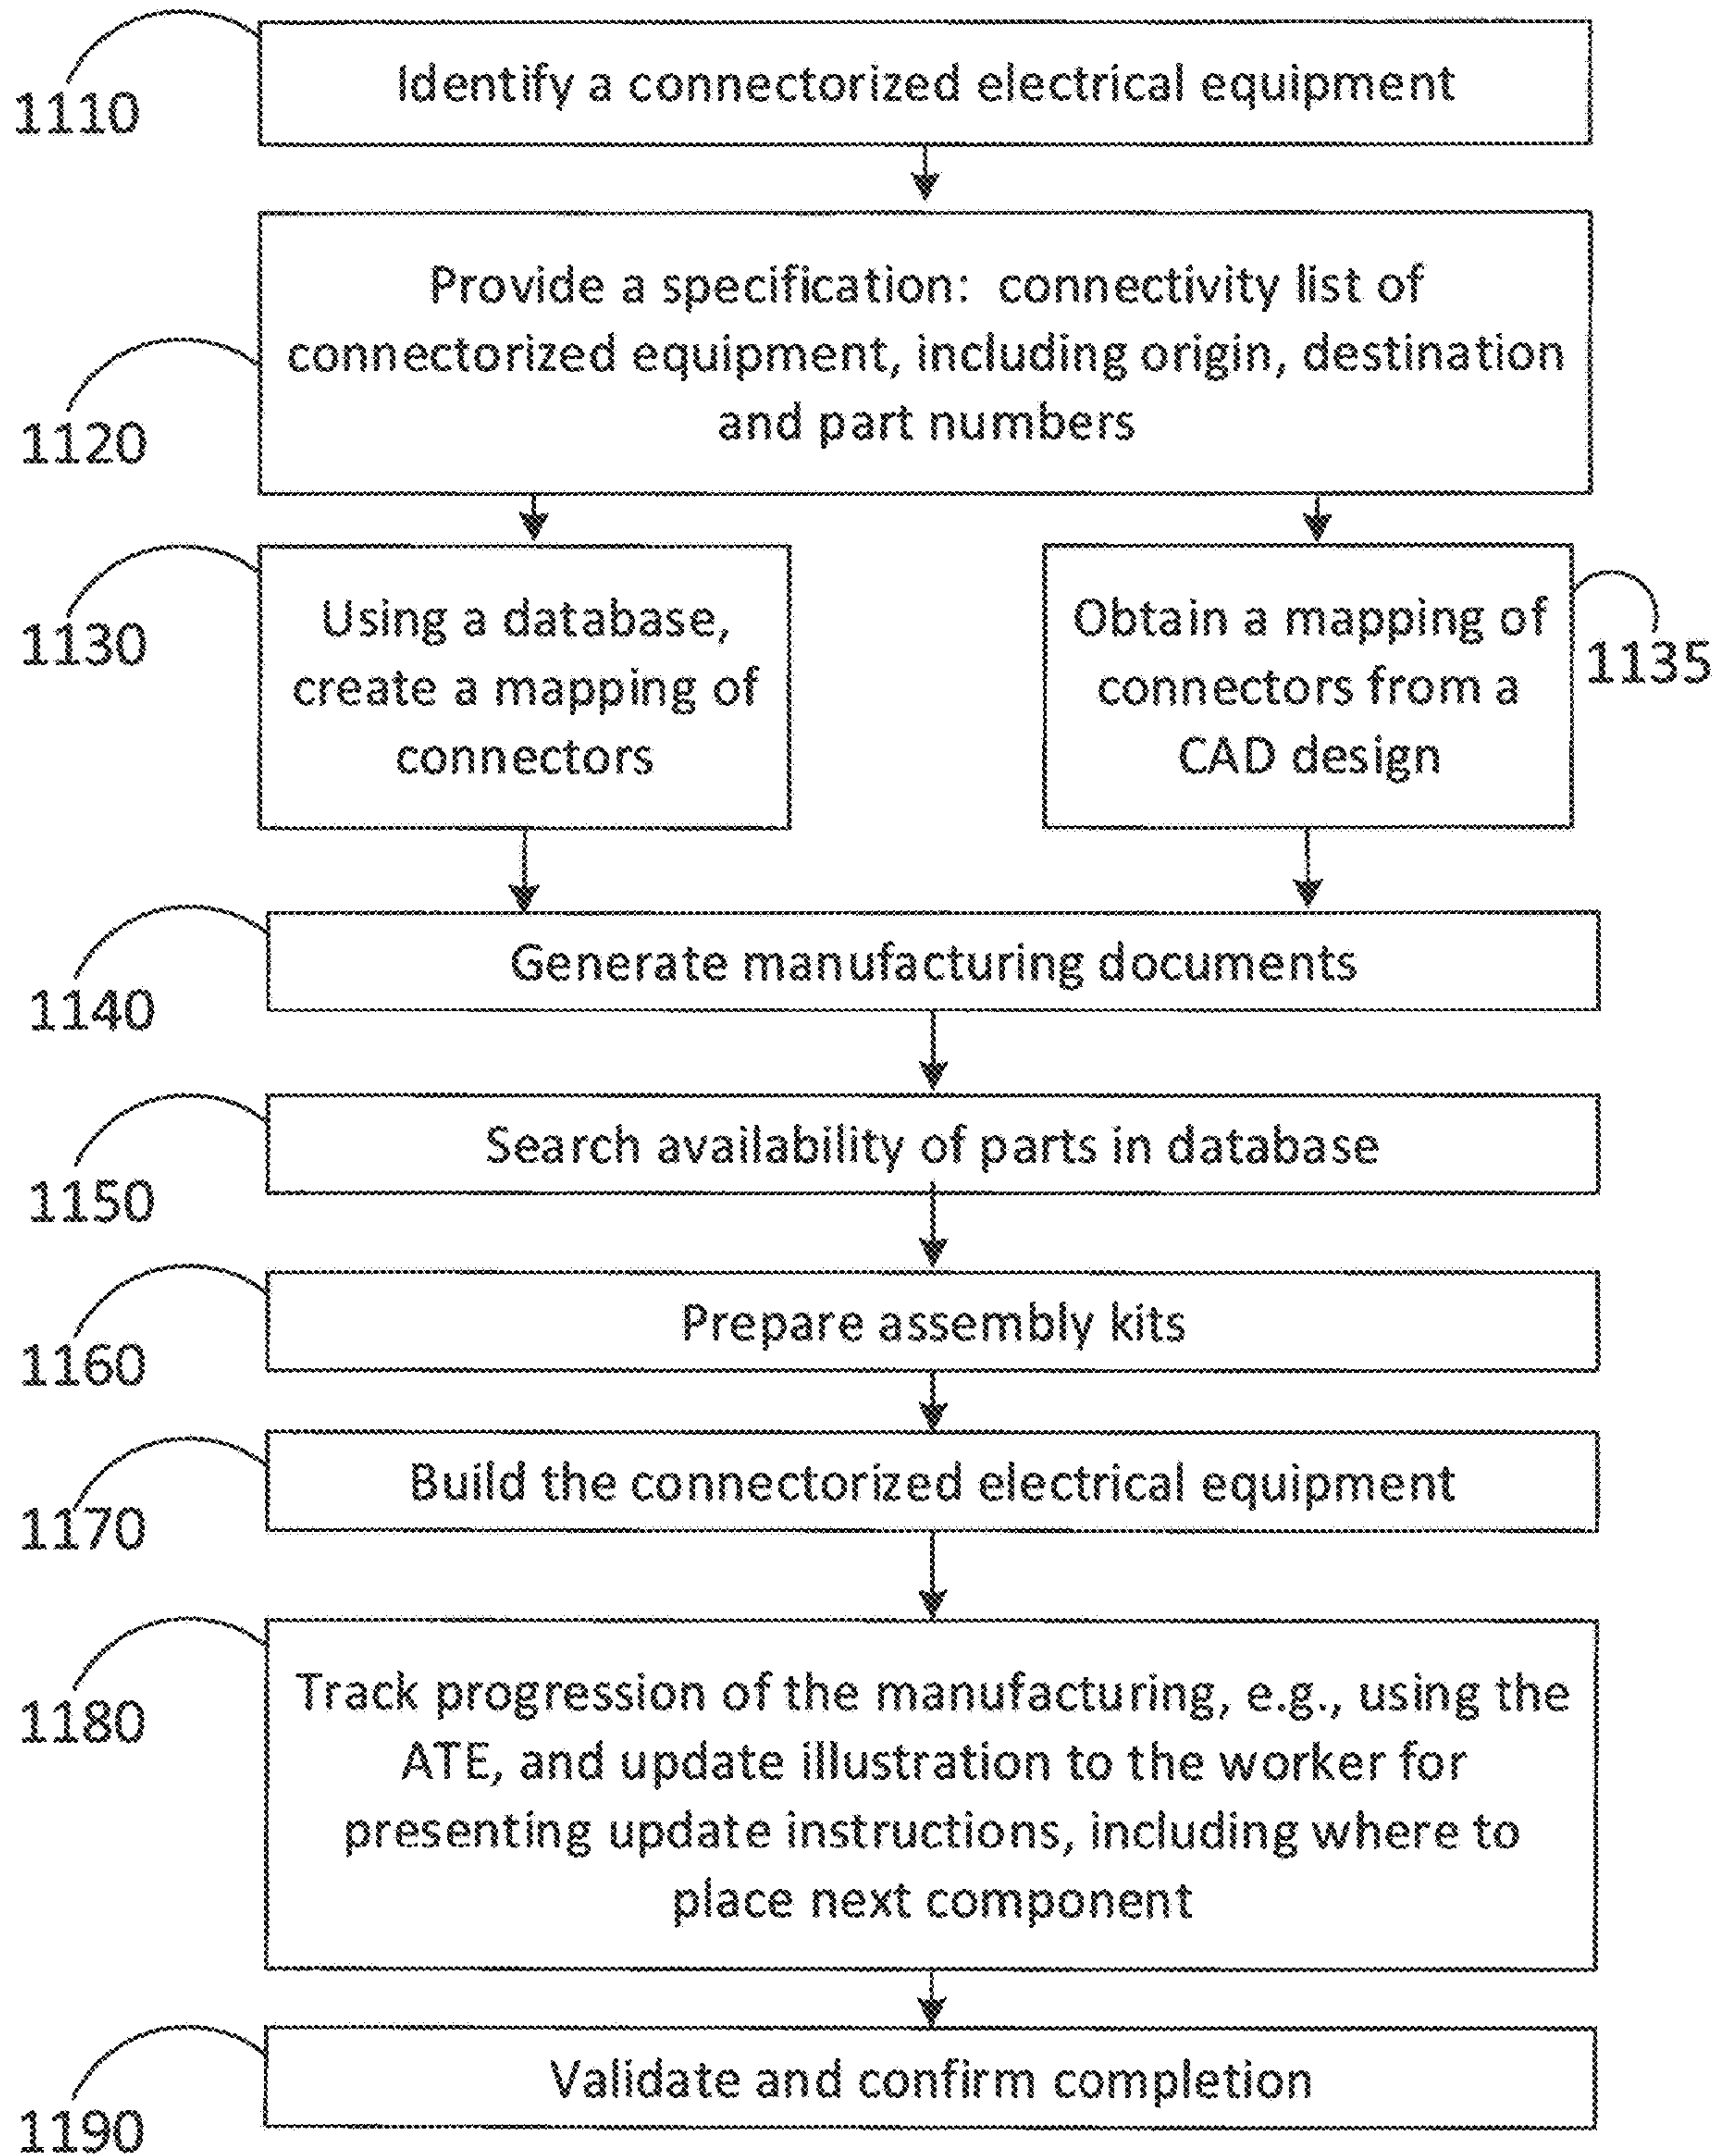 Identify a connectorized electrical equipment
1110
Provide a specification:  connectivity list of
connectorized equipment, including origin, destination
and part numbers
1120
Using a database,
create a mapping of
connectors
1130
Obtain a mapping of
connectors from a
CAD design
1135
Generate manufacturing documents
1140
Search availability of parts in database
1150
Prepare assembly kits
1160
Build the connectorized electrical equipment
1170
Track progression of the manufacturing, e.g., using the
ATE, and update illustration to the worker for
presenting update instructions, including where to
place next component
1180
Validate and confirm completion
1190